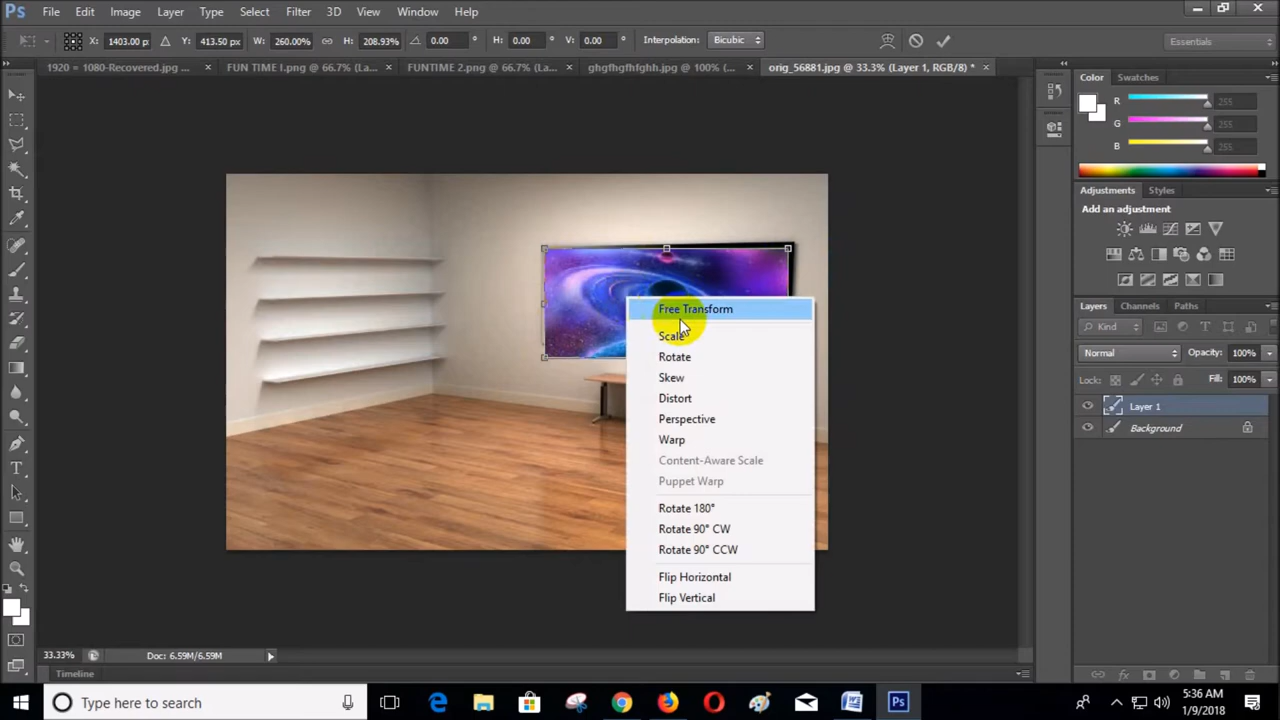 Ps File Edit Image Layer Type Select Filter 3D View Window Help
X: 1403.00 px Y: 413.50 px W: 260.00% H: 208.93% 0.00 ° H: 0.00 ° V: 0.00 ° Interpolation: Bicubic Essentials
1920 = 1080-Recovered.jpg ... × FUN TIME I.png @ 66.7% (La... × FUNTIME 2.png @ 66.7% (La... × ghgfhgfhfghh.jpg @ 100% (... × orig_56881.jpg @ 33.3% (Layer 1, RGB/8) * ×
Color Swatches
R 255
G 255
B 255
Adjustments Styles
Add an adjustment
Layers Channels Paths
Kind
Normal Opacity: 100%
Lock: Fill: 100%
Layer 1
Background
Free Transform
Scale
Rotate
Skew
Distort
Perspective
Warp
Content-Aware Scale
Puppet Warp
Rotate 180°
Rotate 90° CW
Rotate 90° CCW
Flip Horizontal
Flip Vertical
33.33% Doc: 6.59M/6.59M
Timeline
Type here to search
5:36 AM
1/9/2018